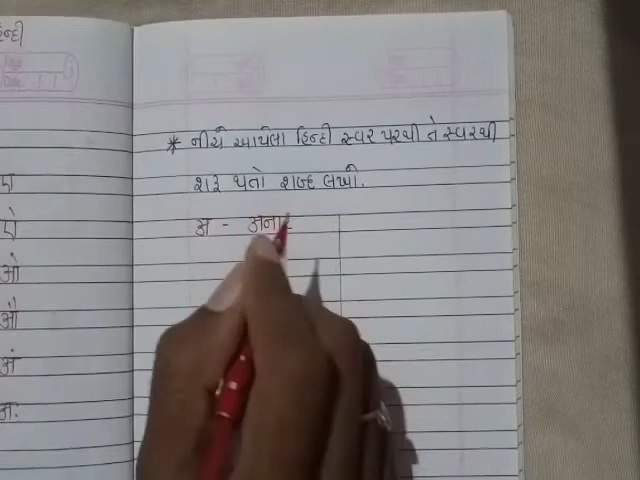 हिन्दी
ए
ऐ
ओ
औ
अं
अः
* નીચે આપેલા હિન્દી સ્વર પરથી તે સ્વરથી
શરૂ થતો શબ્દ લખો.
अ - अनार